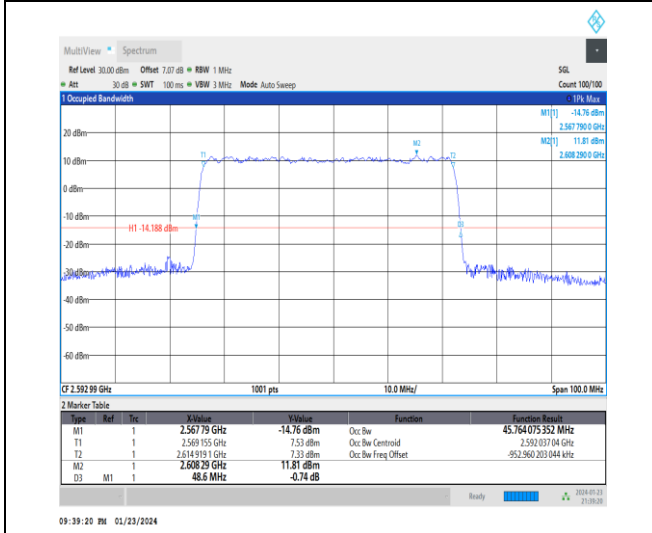 MultiView Spectrum
Ref Level 30.00 dBm Offset 7.07 dB RBW 1 MHz SGL
Att 30 dB SWT 100 ms VBW 3 MHz Mode Auto Sweep Count 100/100
1 Occupied Bandwidth 1Pk Max
M1[1] -14.76 dBm
2.567 790 0 GHz
M2[1] 11.81 dBm
2.608 290 0 GHz
20 dBm
M2
T1 T2
10 dBm
0 dBm
-10 dBm
M1
D3
H1 -14.188 dBm
-20 dBm
-30 dBm
-40 dBm
-50 dBm
-60 dBm
CF 2.592 99 GHz 1001 pts 10.0 MHz/ Span 100.0 MHz
2 Marker Table
Type Ref Trc X-Value Y-Value Function Function Result
M1 1 2.567 79 GHz -14.76 dBm Occ Bw 45.764 075 352 MHz
T1 1 2.569 155 GHz 7.53 dBm Occ Bw Centroid 2.592 037 04 GHz
T2 1 2.614 919 1 GHz 7.33 dBm Occ Bw Freq Offset -952.960 203 044 kHz
M2 1 2.608 29 GHz 11.81 dBm
D3 M1 1 48.6 MHz -0.74 dB
Ready 2024-01-23
21:39:20
09:39:20 PM 01/23/2024